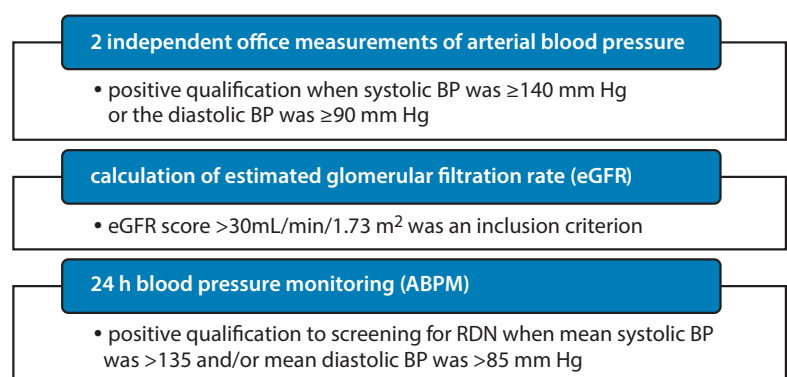 2 independent office measurements of arterial blood pressure
• positive qualification when systolic BP was ≥140 mm Hg
or the diastolic BP was ≥90 mm Hg
calculation of estimated glomerular filtration rate (eGFR)
• eGFR score >30mL/min/1.73 m² was an inclusion criterion
24 h blood pressure monitoring (ABPM)
• positive qualification to screening for RDN when mean systolic BP
was >135 and/or mean diastolic BP was >85 mm Hg